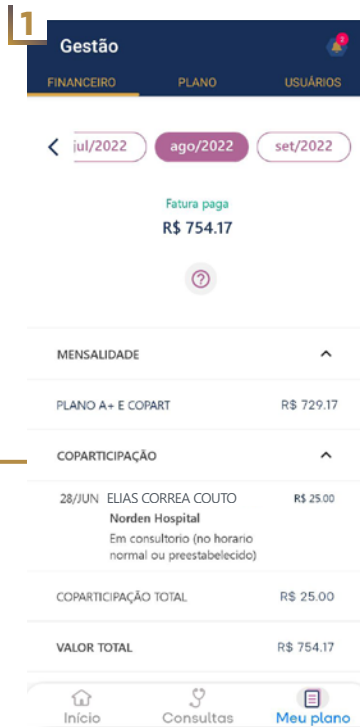 1
Gestão
2
FINANCEIRO PLANO USUÁRIOS
jul/2022 ago/2022 set/2022
Fatura paga
R$ 754.17
?
MENSALIDADE
PLANO A+ E COPART R$ 729.17
COPARTICIPAÇÃO
28/JUN ELIAS CORREA COUTO R$ 25.00
Norden Hospital
Em consultorio (no horario
normal ou preestabelecido)
COPARTICIPAÇÃO TOTAL R$ 25.00
VALOR TOTAL R$ 754.17
Início Consultas Meu plano